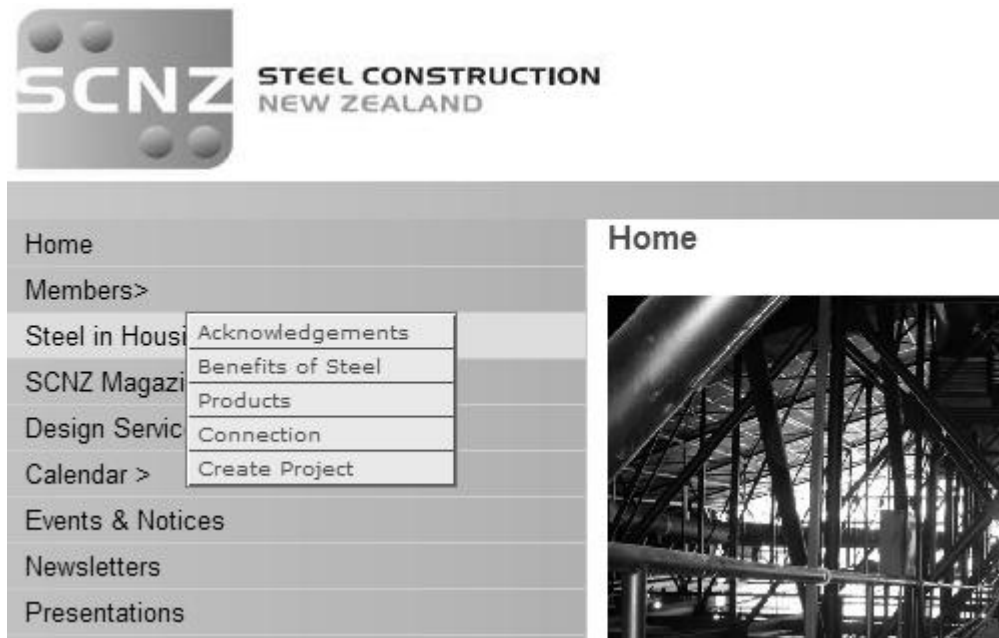 SCNZ
STEEL CONSTRUCTION
NEW ZEALAND
Home
Members>
Steel in Housi
SCNZ Magazi
Design Servic
Calendar >
Events & Notices
Newsletters
Presentations
Acknowledgements
Benefits of Steel
Products
Connection
Create Project
Home